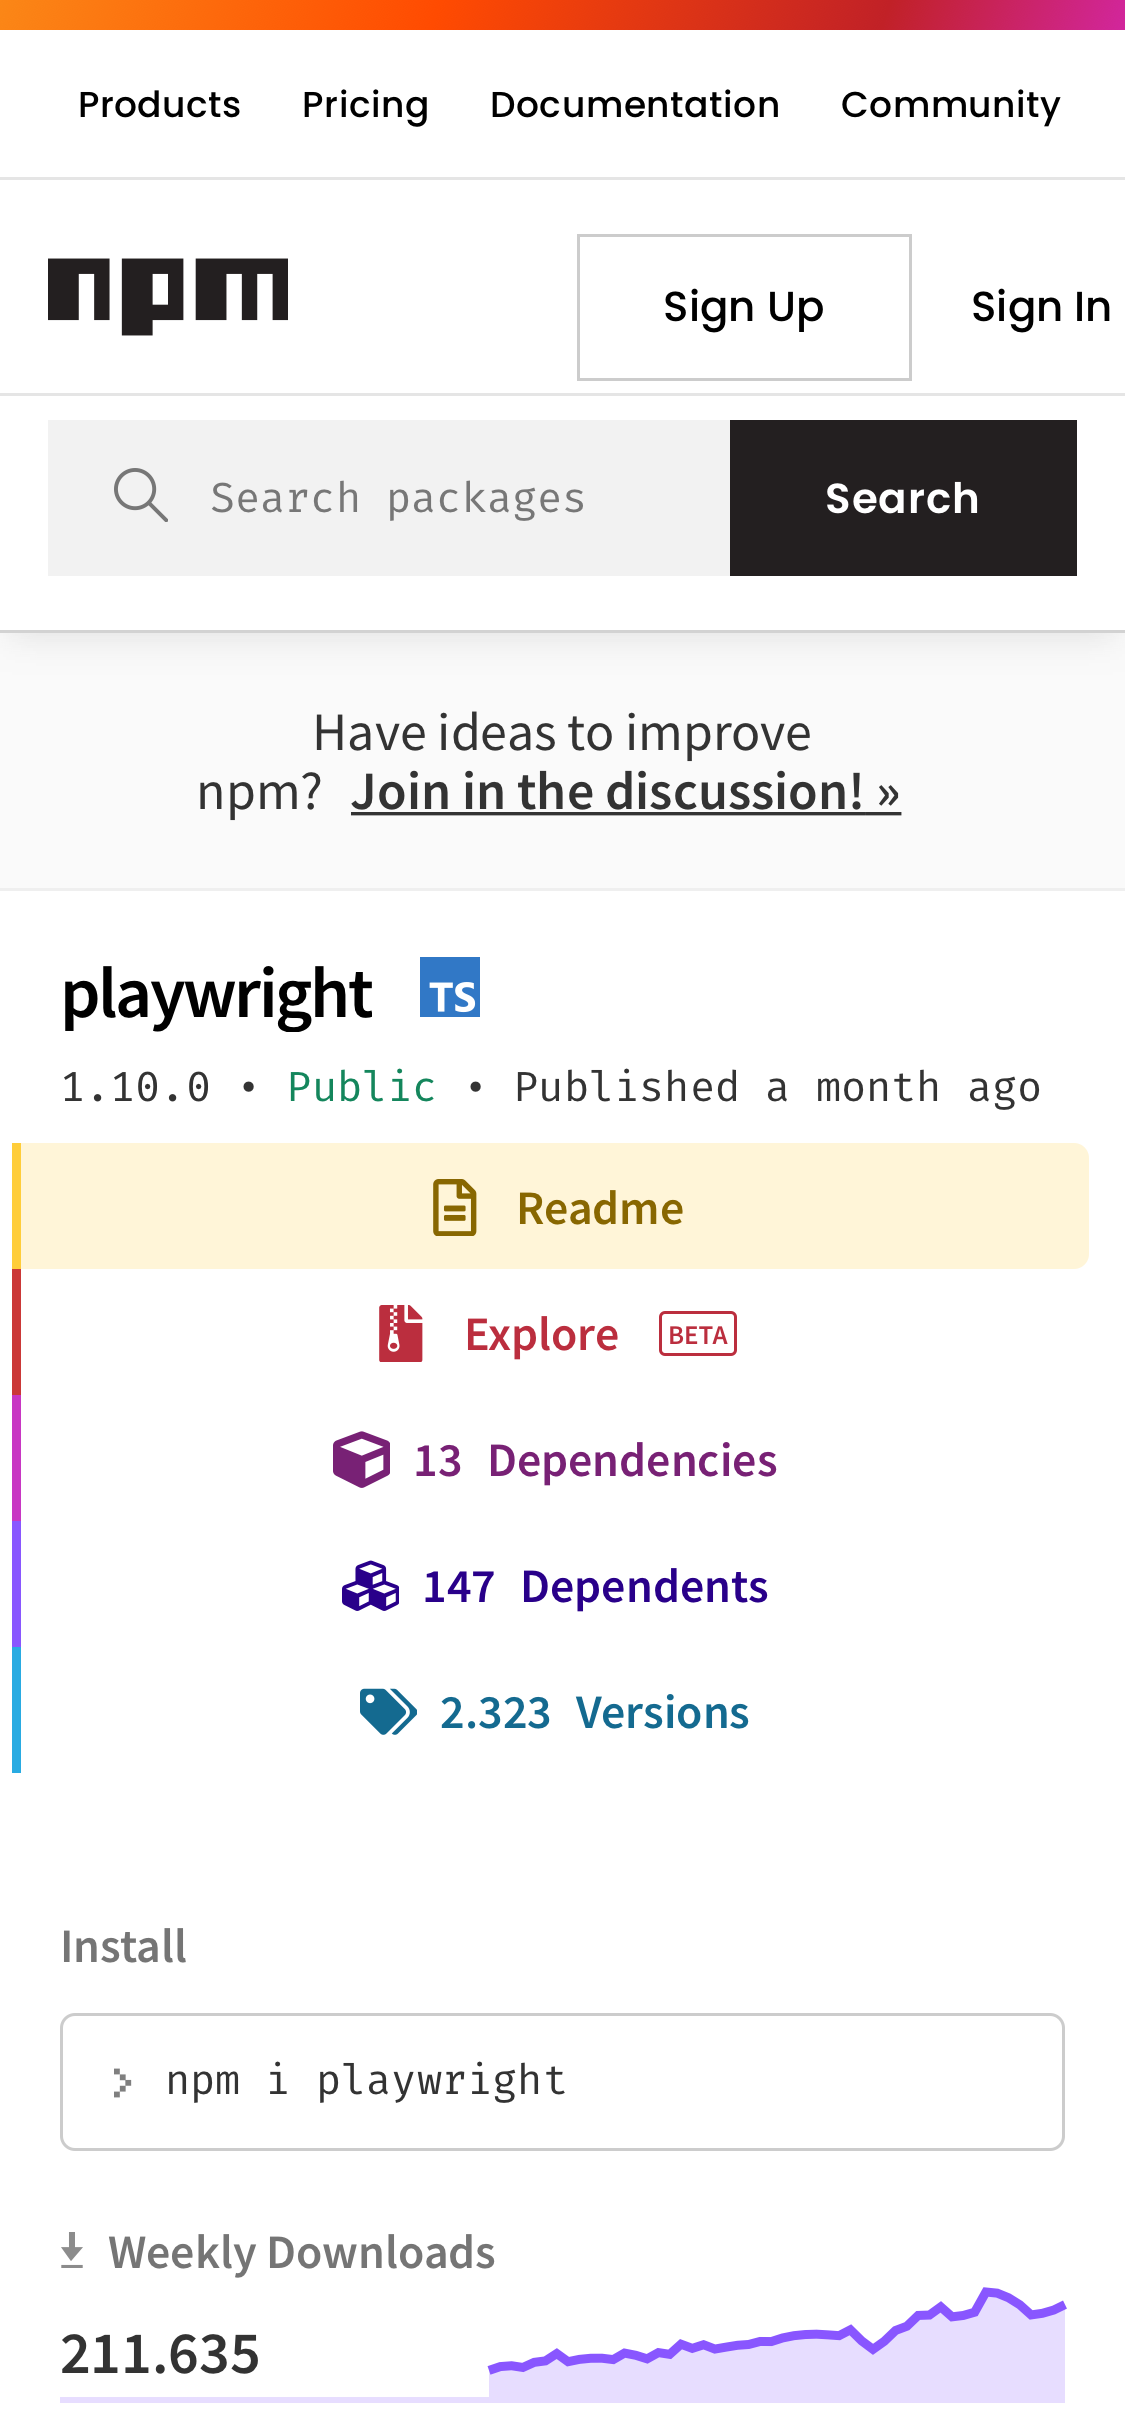 Products Pricing Documentation Community
npm Sign Up Sign In
Search packages Search
Have ideas to improve
npm? Join in the discussion! »
playwright TS
1.10.0 • Public • Published a month ago
Readme
Explore BETA
13 Dependencies
147 Dependents
2.323 Versions
Install
npm i playwright
Weekly Downloads
211.635